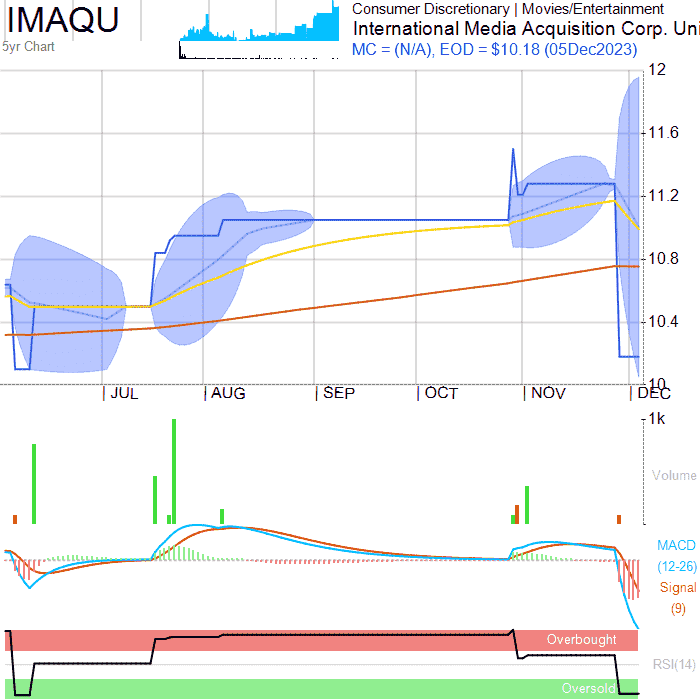 IMAQU
5yr Chart
Consumer Discretionary | Movies/Entertainment
International Media Acquisition Corp. Uni
MC = (N/A), EOD = $10.18 (05Dec2023)
12
11.6
11.2
10.8
10.4
10
JUL AUG SEP OCT NOV DEC
1k
Volume
MACD
(12-26)
Signal
(9)
Overbought
RSI(14)
Oversold